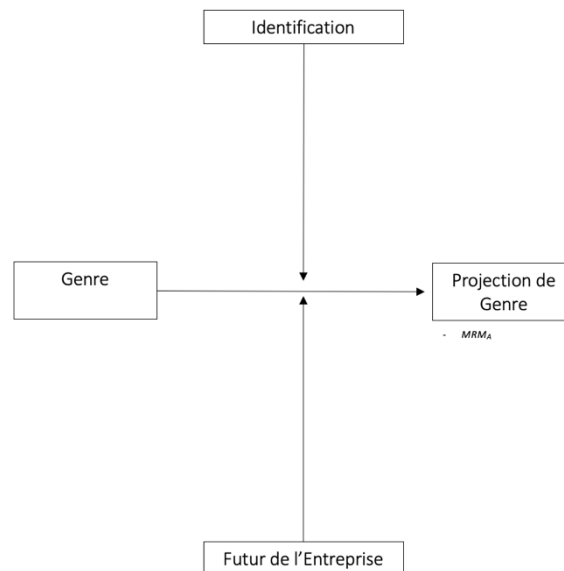 Identification
Genre
Projection de
Genre
- MRMA
Futur de l’Entreprise